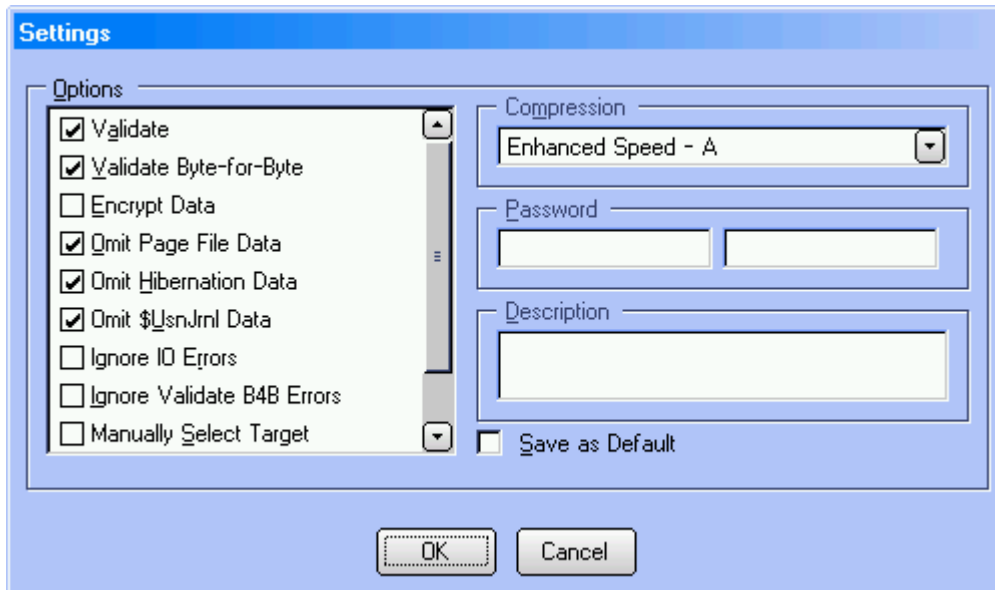 Settings
Options
Validate
Validate Byte-for-Byte
Encrypt Data
Omit Page File Data
Omit Hibernation Data
Omit $UsnJrnl Data
Ignore IO Errors
Ignore Validate B4B Errors
Manually Select Target
Compression
Enhanced Speed - A
Password
Description
Save as Default
OK
Cancel